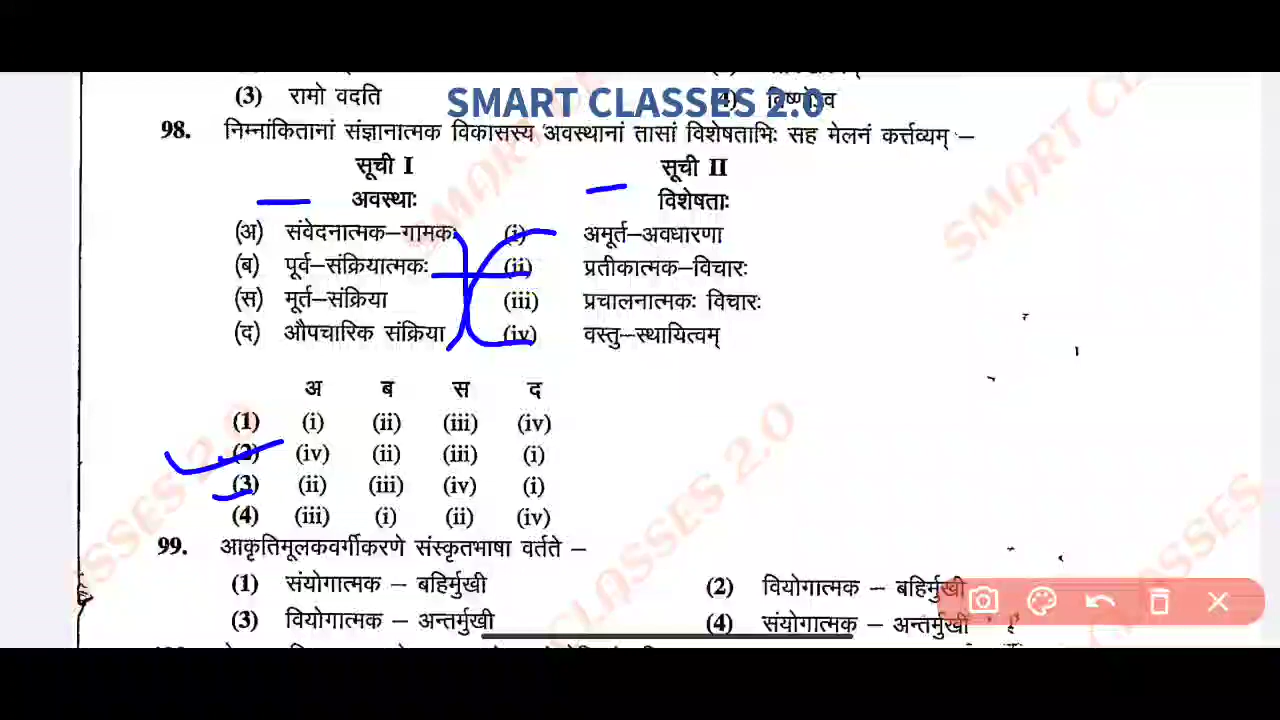 (3) रामो वदति
SMART CLASSES 2.0
(4) विष्णोऽव
98. निम्नांकितानां संज्ञानात्मक विकासस्य अवस्थानां तासां विशेषताभिः सह मेलनं कर्त्तव्यम् –
सूची I सूची II
अवस्थाः विशेषताः
(अ) संवेदनात्मक–गामकः (i) अमूर्त–अवधारणा
(ब) पूर्व–संक्रियात्मकः (ii) प्रतीकात्मक–विचारः
(स) मूर्त–संक्रिया (iii) प्रचालनात्मकः विचारः
(द) औपचारिक संक्रिया (iv) वस्तु–स्थायित्वम्
अ ब स द
(1) (i) (ii) (iii) (iv)
(2) (iv) (ii) (iii) (i)
(3) (ii) (iii) (iv) (i)
(4) (iii) (i) (ii) (iv)
99. आकृतिमूलकवर्गीकरणे संस्कृतभाषा वर्तते –
(1) संयोगात्मक – बहिर्मुखी (2) वियोगात्मक – बहिर्मुखी
(3) वियोगात्मक – अन्तर्मुखी (4) संयोगात्मक – अन्तर्मुखी